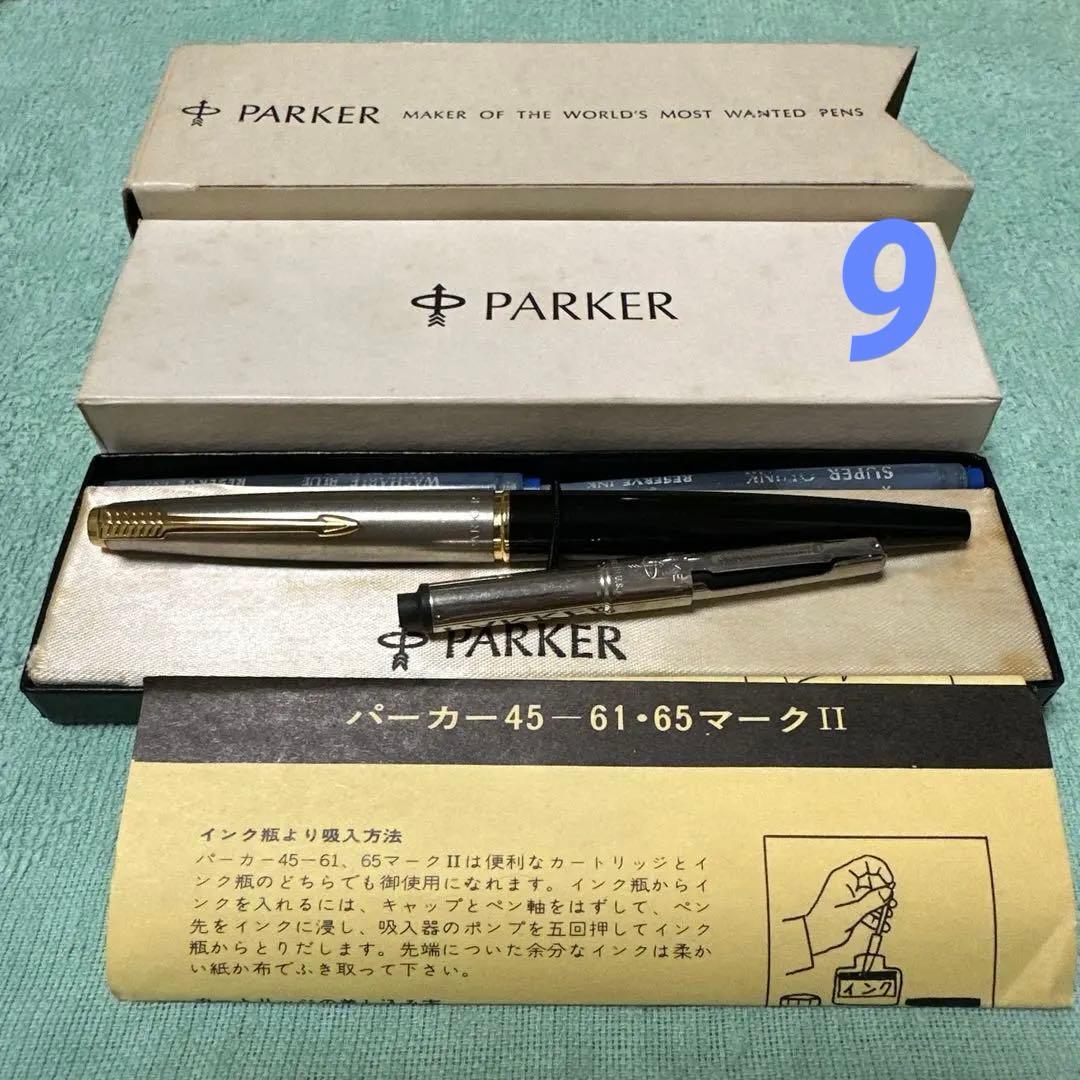 PARKER MAKER OF THE WORLD'S MOST WANTED PENS
9
PARKER
RESERVE INK WASHABLE BLUE
RESERVE INK SUPER QUINK
PARKER
PARKER
パーカー45－61・65マークII
インク瓶より吸入方法
パーカー45－61、65マークIIは便利なカートリッジとイ
ンク瓶のどちらでも御使用になれます。インク瓶からイ
ンクを入れるには、キャップとペン軸をはずして、ペン
先をインクに浸し、吸入器のポンプを五回押してインク
瓶からとりだします。先端についた余分なインクは柔か
い紙か布でふき取って下さい。
インク